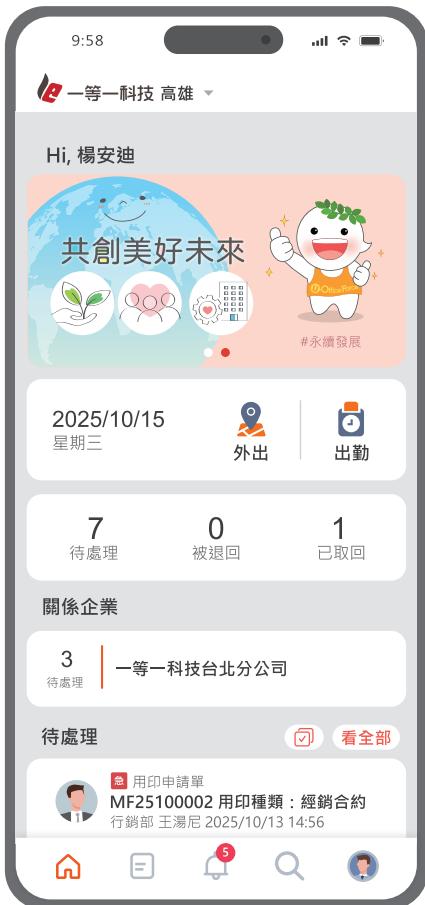 9:58
一等一科技 高雄
Hi, 楊安迪
共創美好未來
OfficeForce
#永續發展
2025/10/15
星期三
外出
出勤
7
0
1
待處理
被退回
已取回
關係企業
3
待處理
一等一科技台北分公司
待處理
看全部
急 用印申請單
MF25100002 用印種類：經銷合約
行銷部 王湯尼 2025/10/13 14:56
5